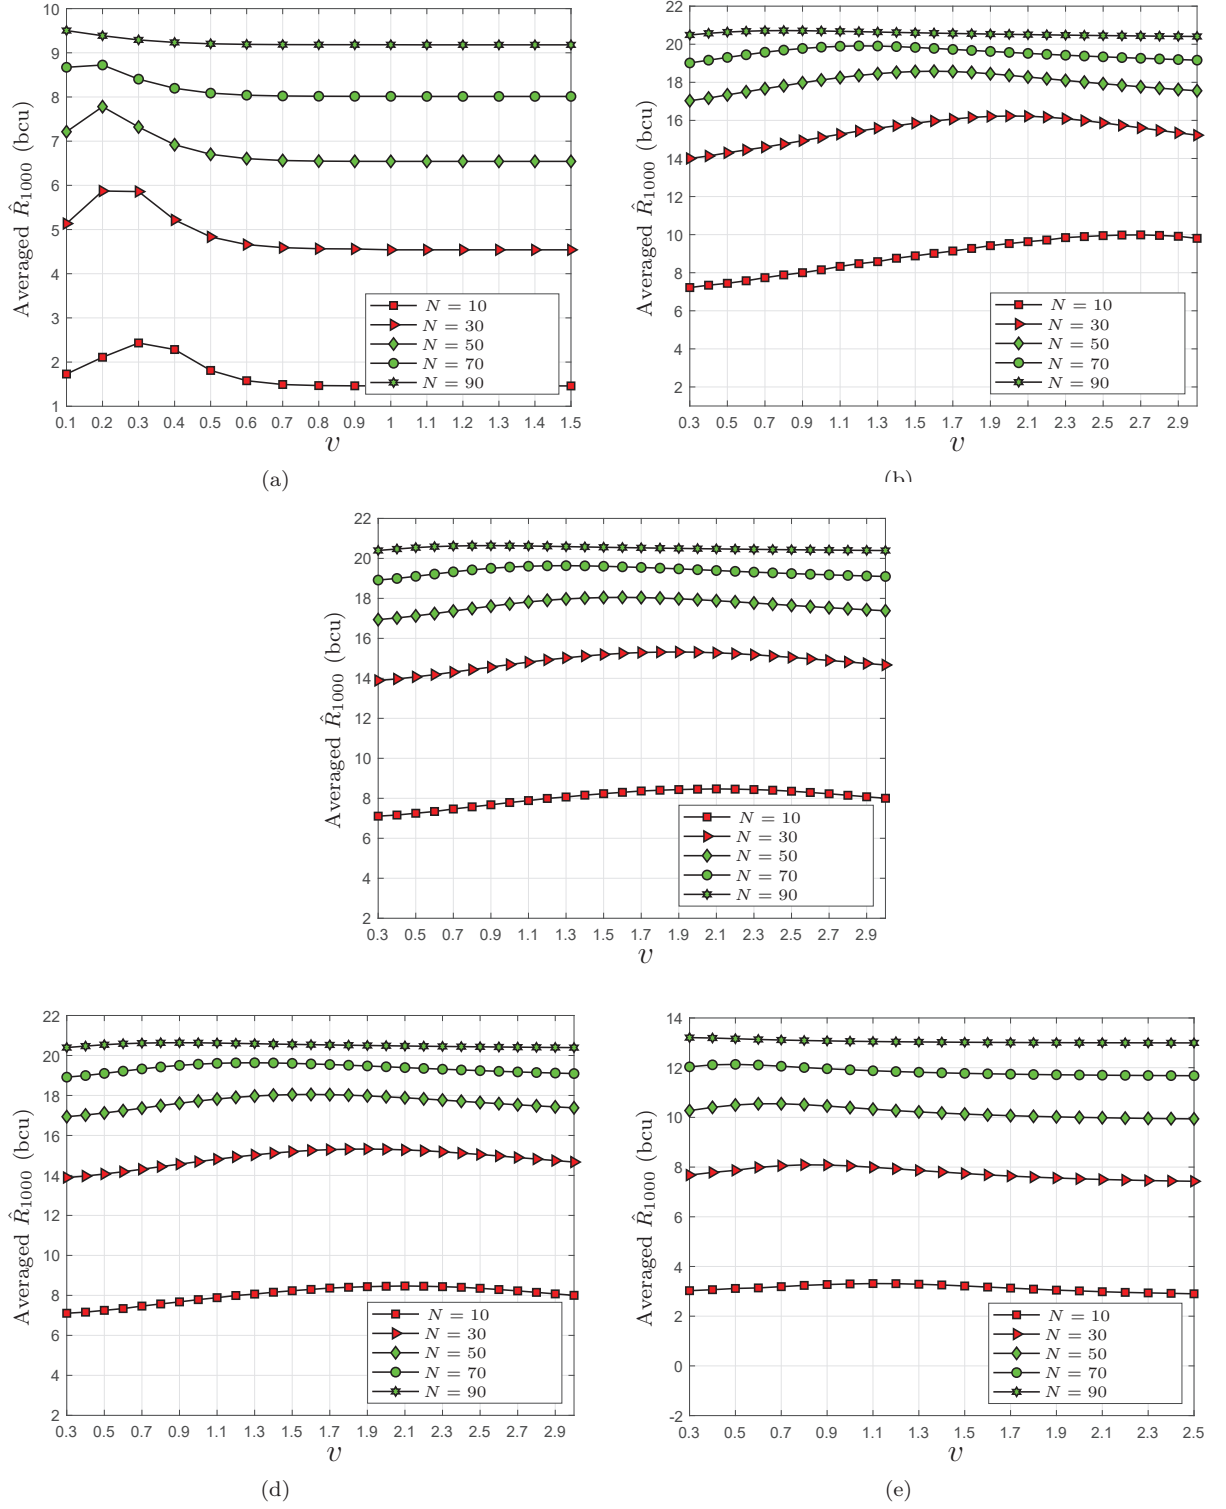 10
9
8
7
6
5
4
3
2
1
Averaged R̂1000 (bcu)
N = 10
N = 30
N = 50
N = 70
N = 90
0.1 0.2 0.3 0.4 0.5 0.6 0.7 0.8 0.9 1 1.1 1.2 1.3 1.4 1.5
v
(a)
22
20
18
16
14
12
10
8
6
4
2
Averaged R̂1000 (bcu)
N = 10
N = 30
N = 50
N = 70
N = 90
0.3 0.5 0.7 0.9 1.1 1.3 1.5 1.7 1.9 2.1 2.3 2.5 2.7 2.9
v
(b)
22
20
18
16
14
12
10
8
6
4
2
Averaged R̂1000 (bcu)
N = 10
N = 30
N = 50
N = 70
N = 90
0.3 0.5 0.7 0.9 1.1 1.3 1.5 1.7 1.9 2.1 2.3 2.5 2.7 2.9
v
22
20
18
16
14
12
10
8
6
4
2
Averaged R̂1000 (bcu)
N = 10
N = 30
N = 50
N = 70
N = 90
0.3 0.5 0.7 0.9 1.1 1.3 1.5 1.7 1.9 2.1 2.3 2.5 2.7 2.9
v
(d)
14
12
10
8
6
4
2
0
-2
Averaged R̂1000 (bcu)
N = 10
N = 30
N = 50
N = 70
N = 90
0.3 0.5 0.7 0.9 1.1 1.3 1.5 1.7 1.9 2.1 2.3 2.5
v
(e)